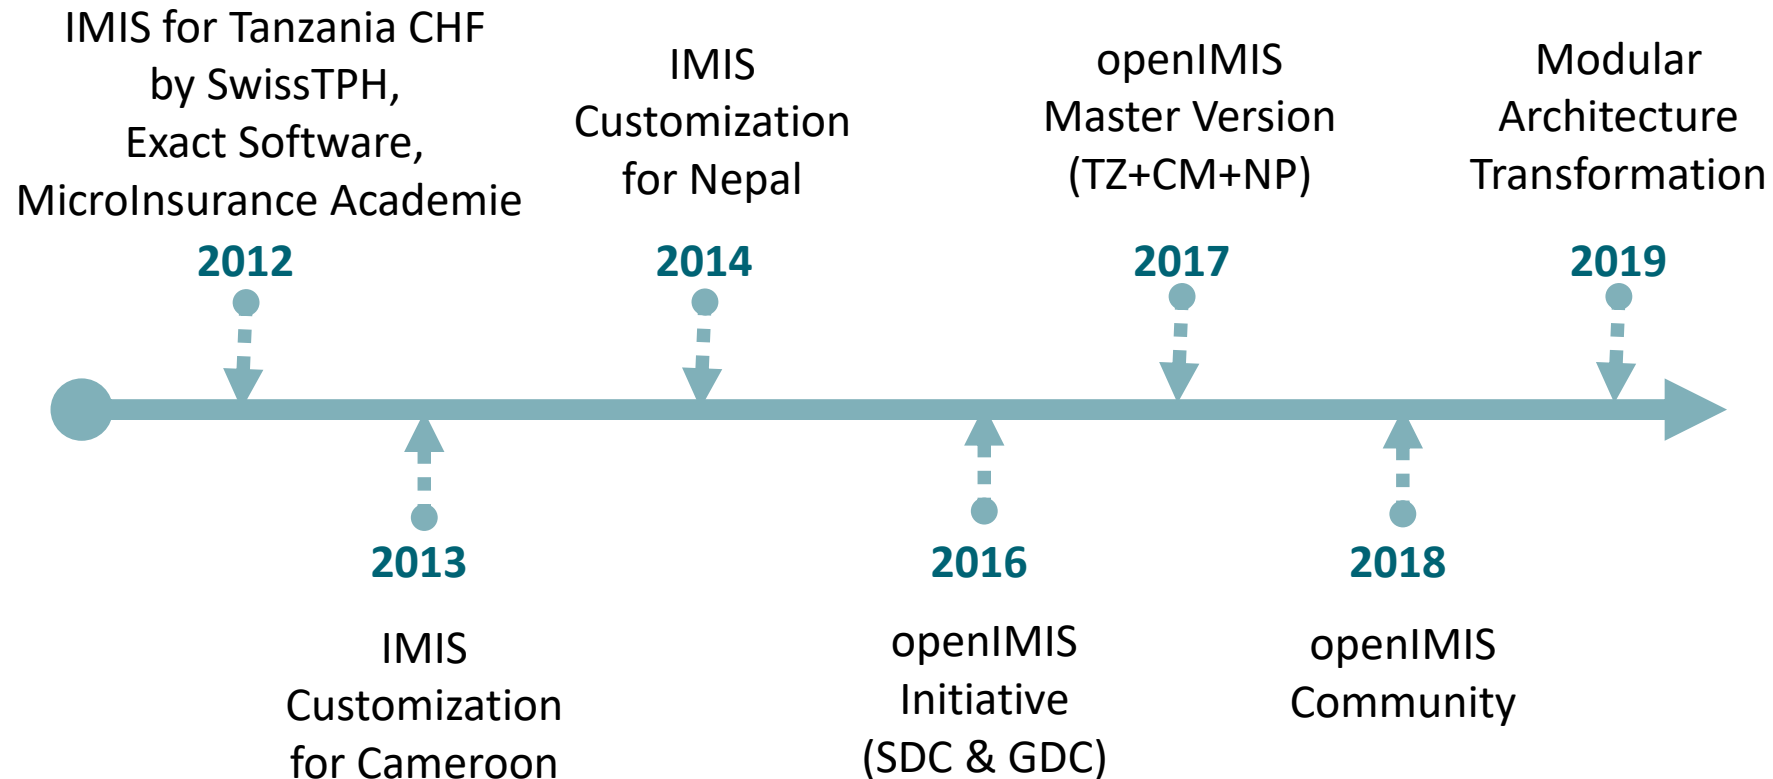 IMIS for Tanzania CHF
by SwissTPH,
Exact Software,
MicroInsurance Academie
2012
IMIS
Customization
for Cameroon
2013
IMIS
Customization
for Nepal
2014
openIMIS
Initiative
(SDC & GDC)
2016
openIMIS
Master Version
(TZ+CM+NP)
2017
openIMIS
Community
2018
Modular
Architecture
Transformation
2019